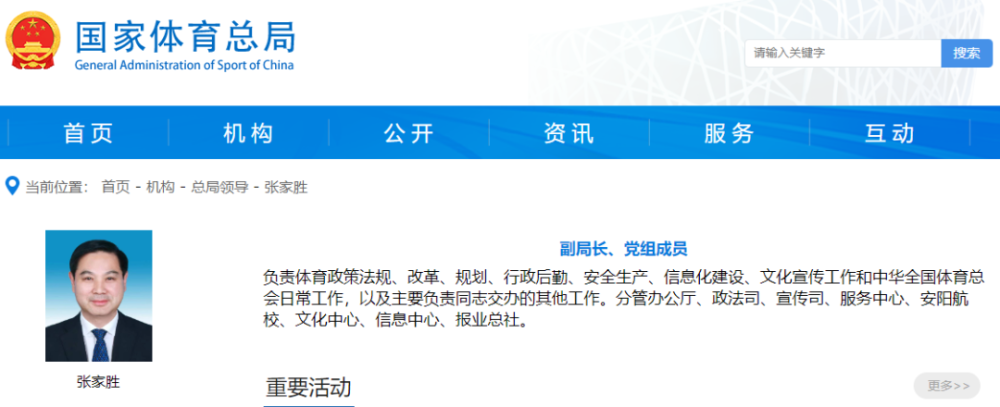 国家体育总局
General Administration of Sport of China
请输入关键字
搜索
首页
机构
公开
资讯
服务
互动
当前位置： 首页 - 机构 - 总局领导 - 张家胜
副局长、党组成员
负责体育政策法规、改革、规划、行政后勤、安全生产、信息化建设、文化宣传工作和中华全国体育总
会日常工作，以及主要负责同志交办的其他工作。分管办公厅、政法司、宣传司、服务中心、安阳航
校、文化中心、信息中心、报业总社。
张家胜
重要活动
更多>>